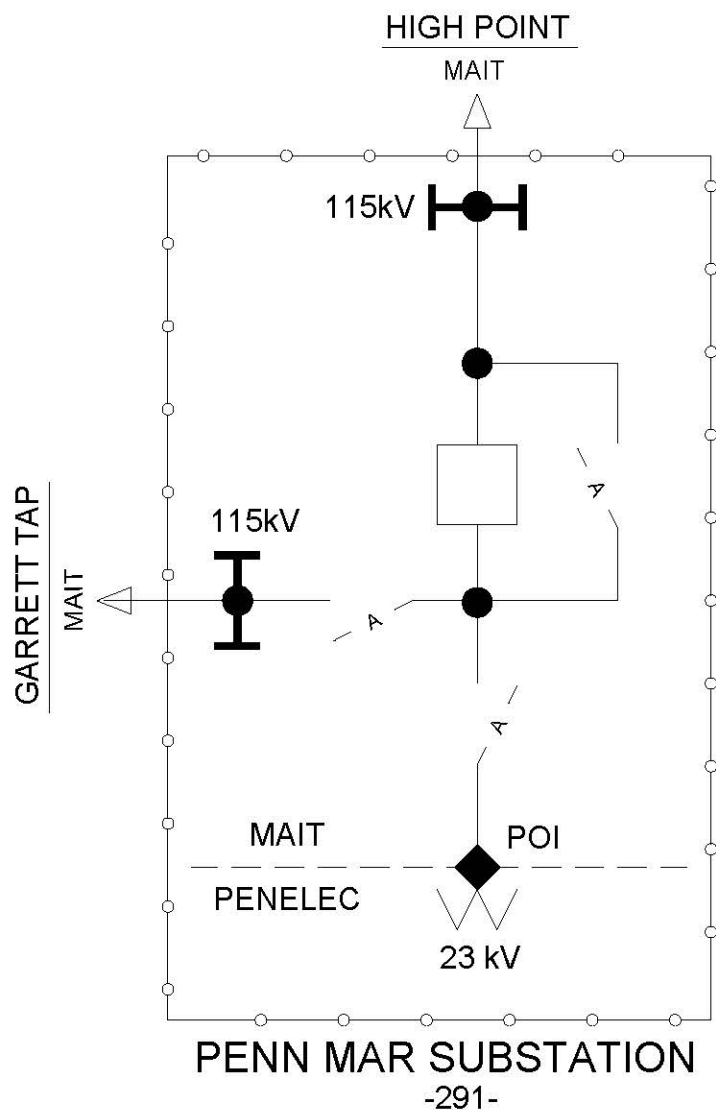 HIGH POINT
MAIT
115kV
A
115kV
GARRETT TAP
MAIT
A
A
MAIT
POI
PENELEC
23 kV
PENN MAR SUBSTATION
-291-